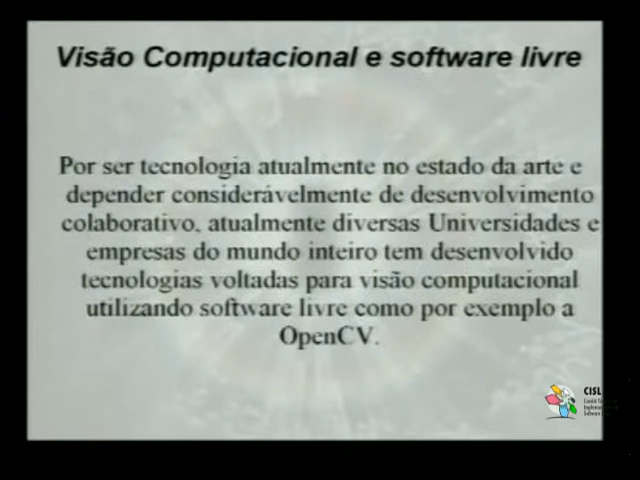 Visão Computacional e software livre
Por ser tecnologia atualmente no estado da arte e
depender considerávelmente de desenvolvimento
colaborativo, atualmente diversas Universidades e
empresas do mundo inteiro tem desenvolvido
tecnologias voltadas para visão computacional
utilizando software livre como por exemplo a
OpenCV.
CISL
Comitê
Software